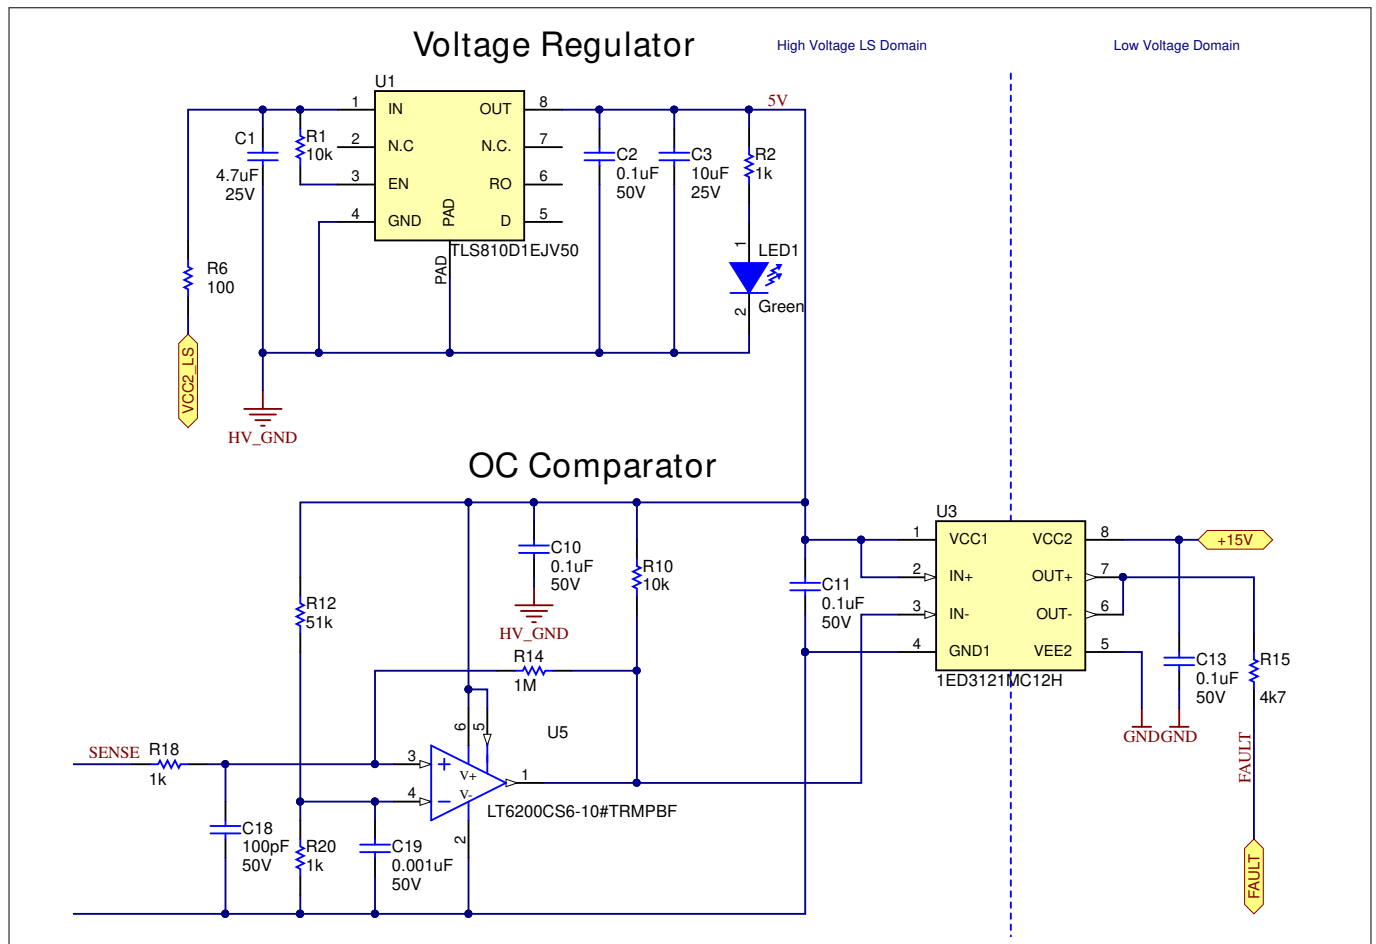 Voltage Regulator
High Voltage LS Domain
Low Voltage Domain
U1
1
IN
OUT
8
5V
2
N.C
N.C.
7
3
EN
RO
6
4
GND
PAD
D
5
PAD
TLS810D1EJV50
C1
4.7uF
25V
R1
10k
C2
0.1uF
50V
C3
10uF
25V
R2
1k
1
LED1
2
Green
R6
100
VCC2_LS
HV_GND
OC Comparator
C10
0.1uF
50V
HV_GND
R10
10k
R12
51k
R14
1M
C11
0.1uF
50V
U3
1
VCC1
VCC2
8
+15V
2
IN+
OUT+
7
3
IN-
OUT-
6
4
GND1
VEE2
5
1ED3121MC12H
C13
0.1uF
50V
R15
4k7
GND
GND
FAULT
FAULT
SENSE
R18
1k
6
5
U5
3
+
V+
1
4
−
V-
2
LT6200CS6-10#TRMPBF
C18
100pF
50V
R20
1k
C19
0.001uF
50V